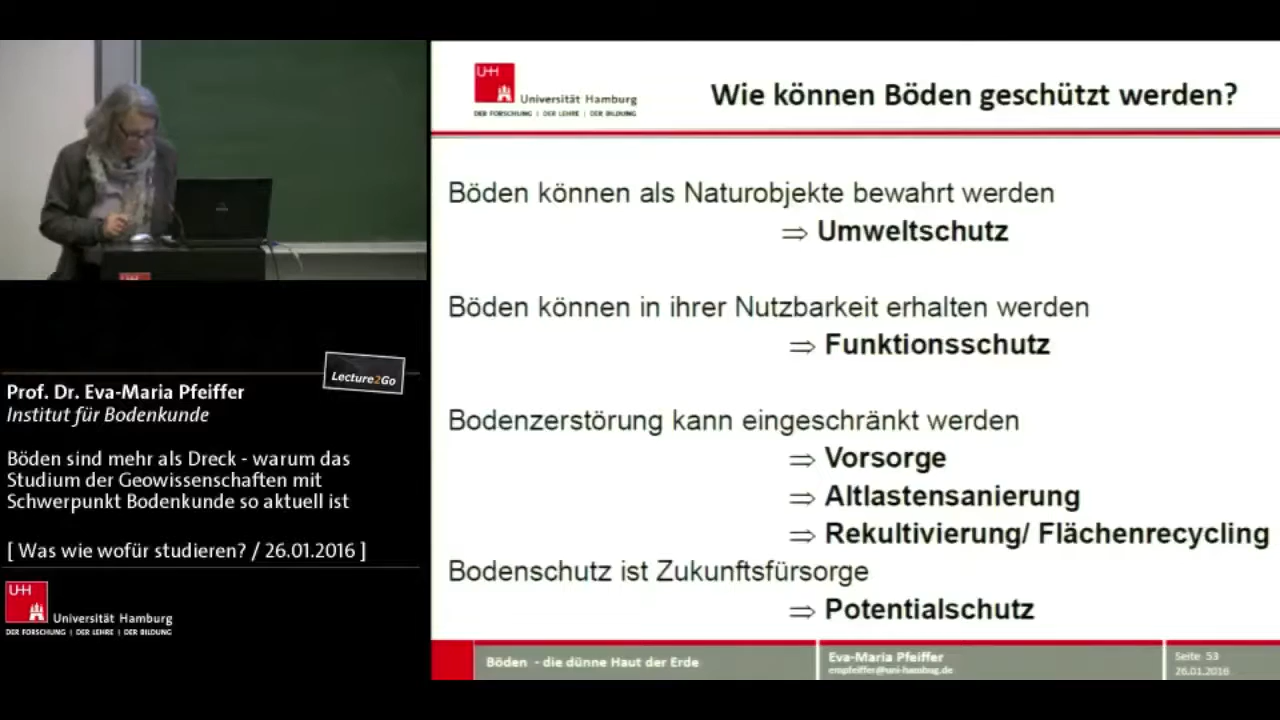 Prof. Dr. Eva-Maria Pfeiffer
Institut für Bodenkunde
Lecture2Go
Böden sind mehr als Dreck - warum das
Studium der Geowissenschaften mit
Schwerpunkt Bodenkunde so aktuell ist
[ Was wie wofür studieren? / 26.01.2016 ]
UH
Universität Hamburg
DER FORSCHUNG | DER LEHRE | DER BILDUNG
UH
Universität Hamburg
DER FORSCHUNG | DER LEHRE | DER BILDUNG
Wie können Böden geschützt werden?
Böden können als Naturobjekte bewahrt werden
⇒ Umweltschutz
Böden können in ihrer Nutzbarkeit erhalten werden
⇒ Funktionsschutz
Bodenzerstörung kann eingeschränkt werden
⇒ Vorsorge
⇒ Altlastensanierung
⇒ Rekultivierung/ Flächenrecycling
Bodenschutz ist Zukunftsfürsorge
⇒ Potentialschutz
Böden - die dünne Haut der Erde
Eva-Maria Pfeiffer
Seite 53
26.01.2016